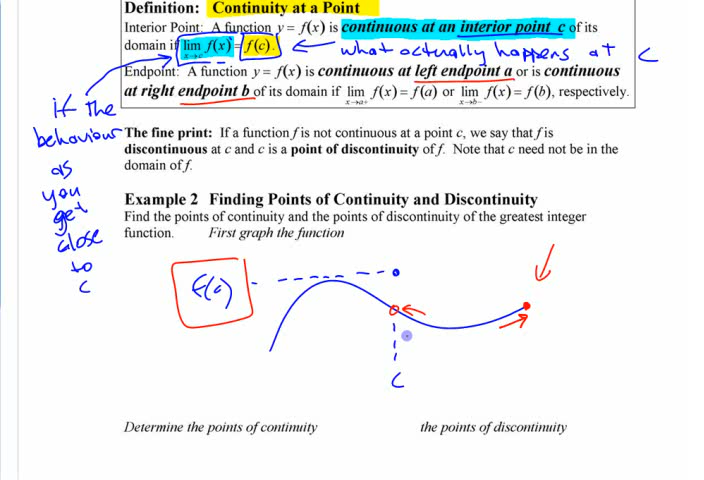 Definition: Continuity at a Point
Interior Point: A function y = f(x) is continuous at an interior point c of its
domain if lim x→c f(x) = f(c). ← what actually happens at c
Endpoint: A function y = f(x) is continuous at left endpoint a or is continuous
at right endpoint b of its domain if lim x→a+ f(x) = f(a) or lim x→b− f(x) = f(b), respectively.
if the
behaviour
as
you
get
close
to
c
The fine print: If a function f is not continuous at a point c, we say that f is
discontinuous at c and c is a point of discontinuity of f. Note that c need not be in the
domain of f.
Example 2 Finding Points of Continuity and Discontinuity
Find the points of continuity and the points of discontinuity of the greatest integer
function. First graph the function
f(c)
c
Determine the points of continuity the points of discontinuity